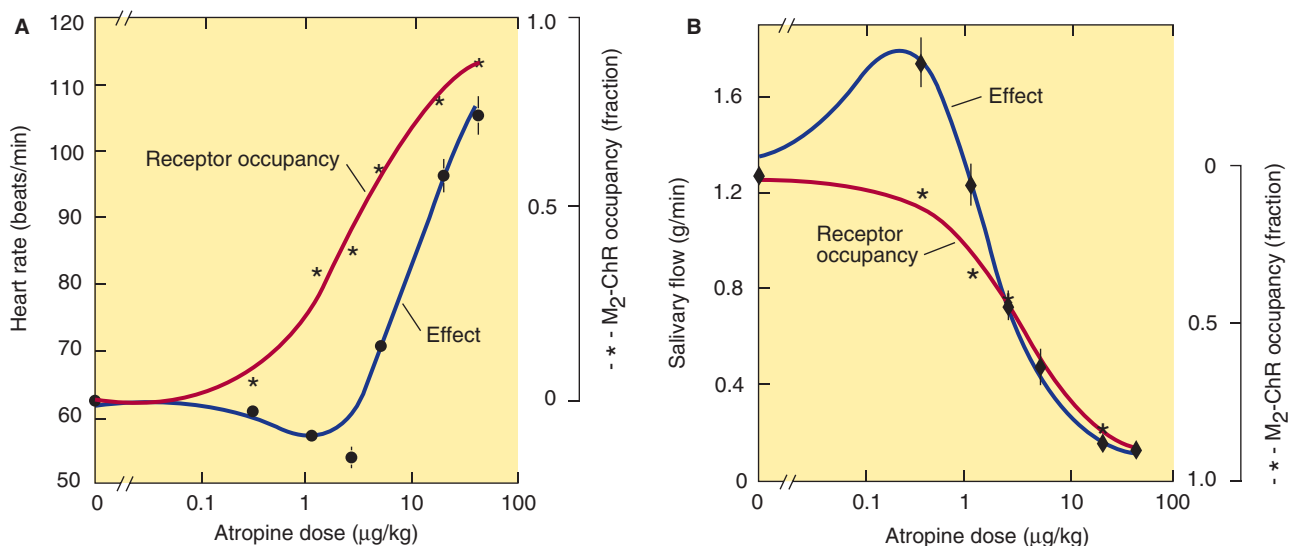 A
Heart rate (beats/min)
120
110
100
90
80
70
60
50
0
0.1
1
10
100
Atropine dose (μg/kg)
Receptor occupancy
Effect
1.0
0.5
0
- * - M2-ChR occupancy (fraction)
B
Salivary flow (g/min)
1.6
1.2
0.8
0.4
0
0
0.1
1
10
100
Atropine dose (μg/kg)
Effect
Receptor
occupancy
0
0.5
1.0
- * - M2-ChR occupancy (fraction)